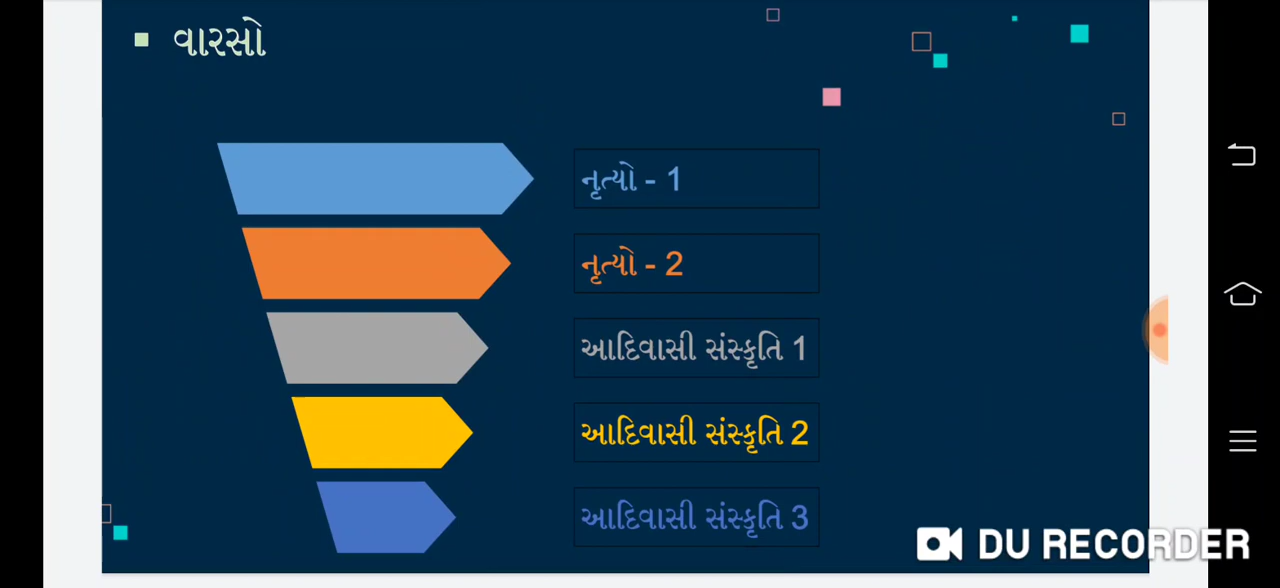 વારસો
નૃત્યો - 1
નૃત્યો - 2
આદિવાસી સંસ્કૃતિ 1
આદિવાસી સંસ્કૃતિ 2
આદિવાસી સંસ્કૃતિ 3
DU RECORDER